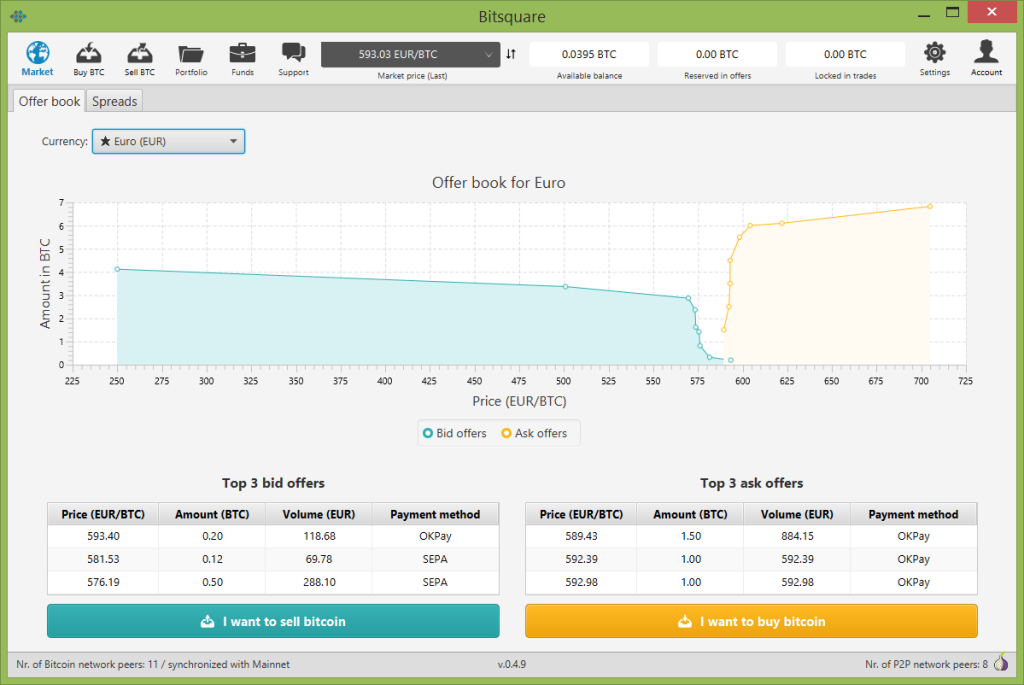 Bitsquare
Market
Buy BTC
Sell BTC
Portfolio
Funds
Support
593.03 EUR/BTC
Market price (Last)
0.0395 BTC
Available balance
0.00 BTC
Reserved in offers
0.00 BTC
Locked in trades
Settings
Account
Offer book
Spreads
Currency: ★ Euro (EUR)
Offer book for Euro
Amount in BTC
7
6
5
4
3
2
1
0
225 250 275 300 325 350 375 400 425 450 475 500 525 550 575 600 625 650 675 700 725
Price (EUR/BTC)
Bid offers Ask offers
Top 3 bid offers
Price (EUR/BTC) Amount (BTC) Volume (EUR) Payment method
593.40 0.20 118.68 OKPay
581.53 0.12 69.78 SEPA
576.19 0.50 288.10 SEPA
I want to sell bitcoin
Top 3 ask offers
Price (EUR/BTC) Amount (BTC) Volume (EUR) Payment method
589.43 1.50 884.15 OKPay
592.39 1.00 592.39 OKPay
592.98 1.00 592.98 OKPay
I want to buy bitcoin
Nr. of Bitcoin network peers: 11 / synchronized with Mainnet
v.0.4.9
Nr. of P2P network peers: 8